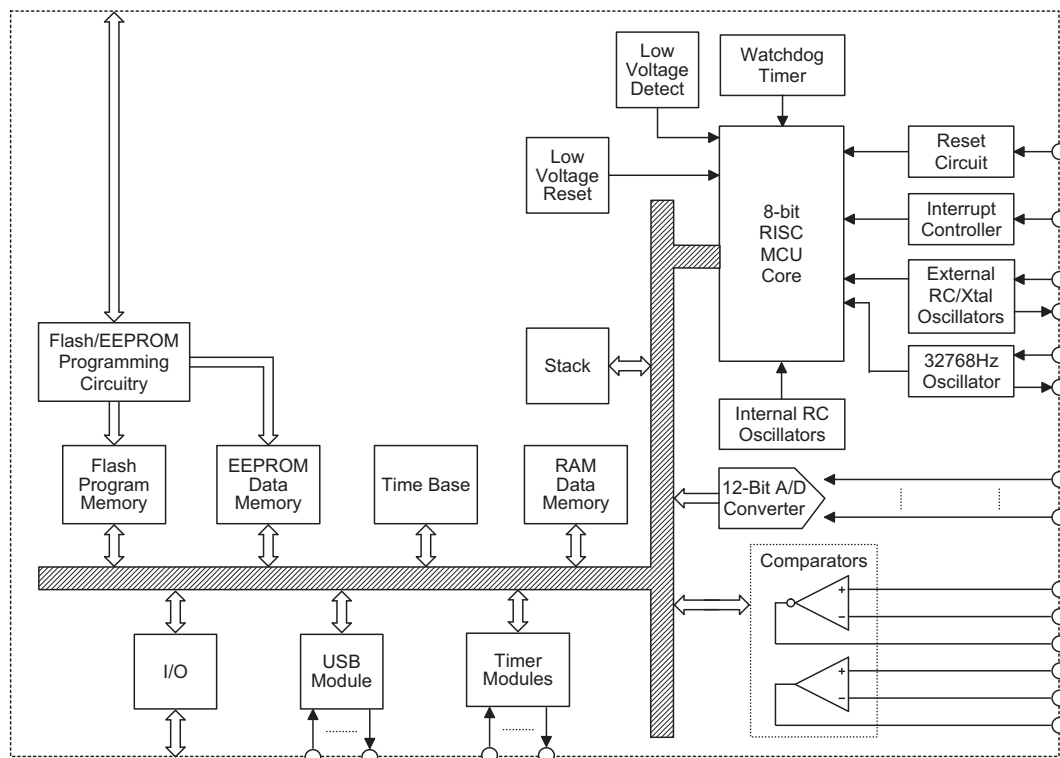 Low
Voltage
Detect
Watchdog
Timer
Low
Voltage
Reset
8-bit
RISC
MCU
Core
Reset
Circuit
Interrupt
Controller
External
RC/Xtal
Oscillators
32768Hz
Oscillator
Flash/EEPROM
Programming
Circuitry
Stack
Internal RC
Oscillators
Flash
Program
Memory
EEPROM
Data
Memory
Time Base
RAM
Data
Memory
12-Bit A/D
Converter
Comparators
+
−
+
−
I/O
USB
Module
Timer
Modules